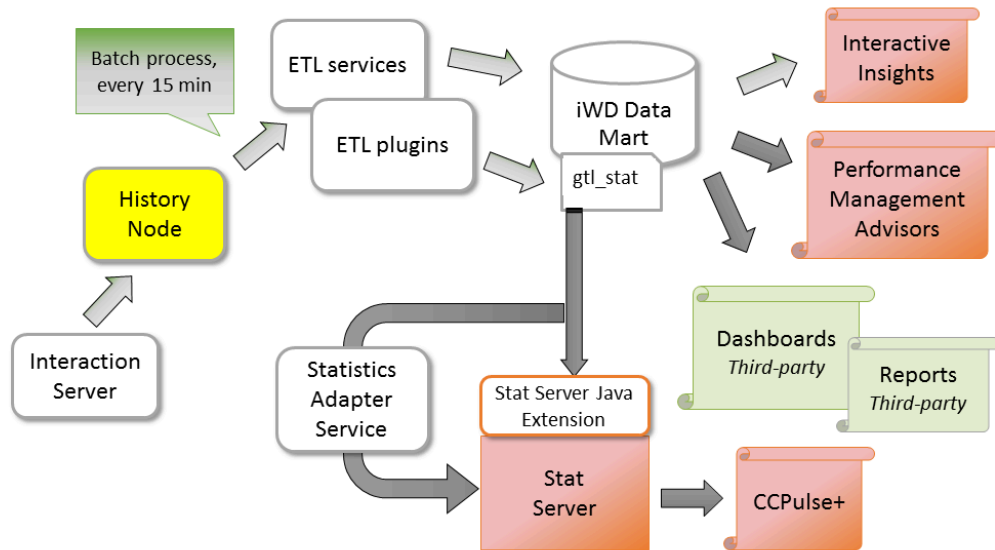 Batch process,
every 15 min
ETL services
ETL plugins
iWD Data
Mart
gtl_stat
Interactive
Insights
Performance
Management
Advisors
History
Node
Interaction
Server
Statistics
Adapter
Service
Stat Server Java
Extension
Stat
Server
Dashboards
Third-party
Reports
Third-party
CCPulse+